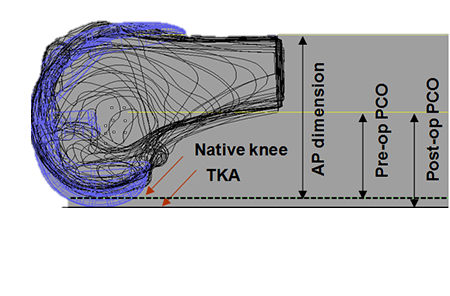 Native knee
TKA
AP dimension
Pre-op PCO
Post-op PCO